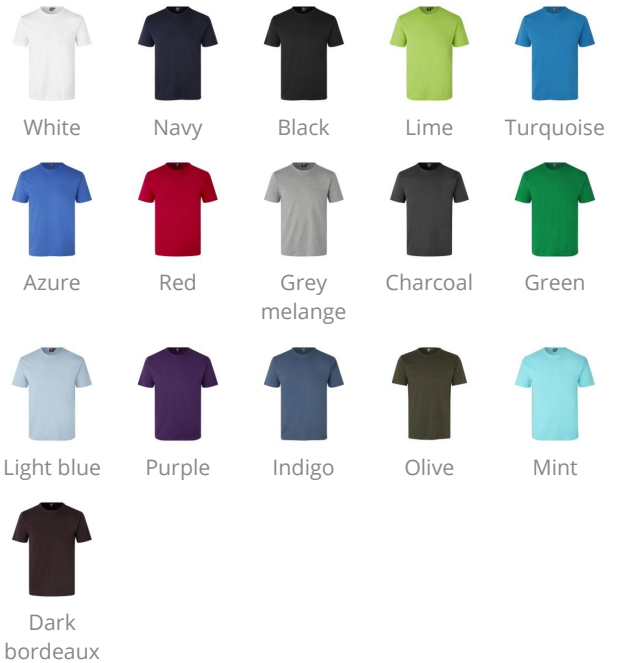 White
Navy
Black
Lime
Turquoise
Azure
Red
Grey
melange
Charcoal
Green
Light blue
Purple
Indigo
Olive
Mint
Dark
bordeaux